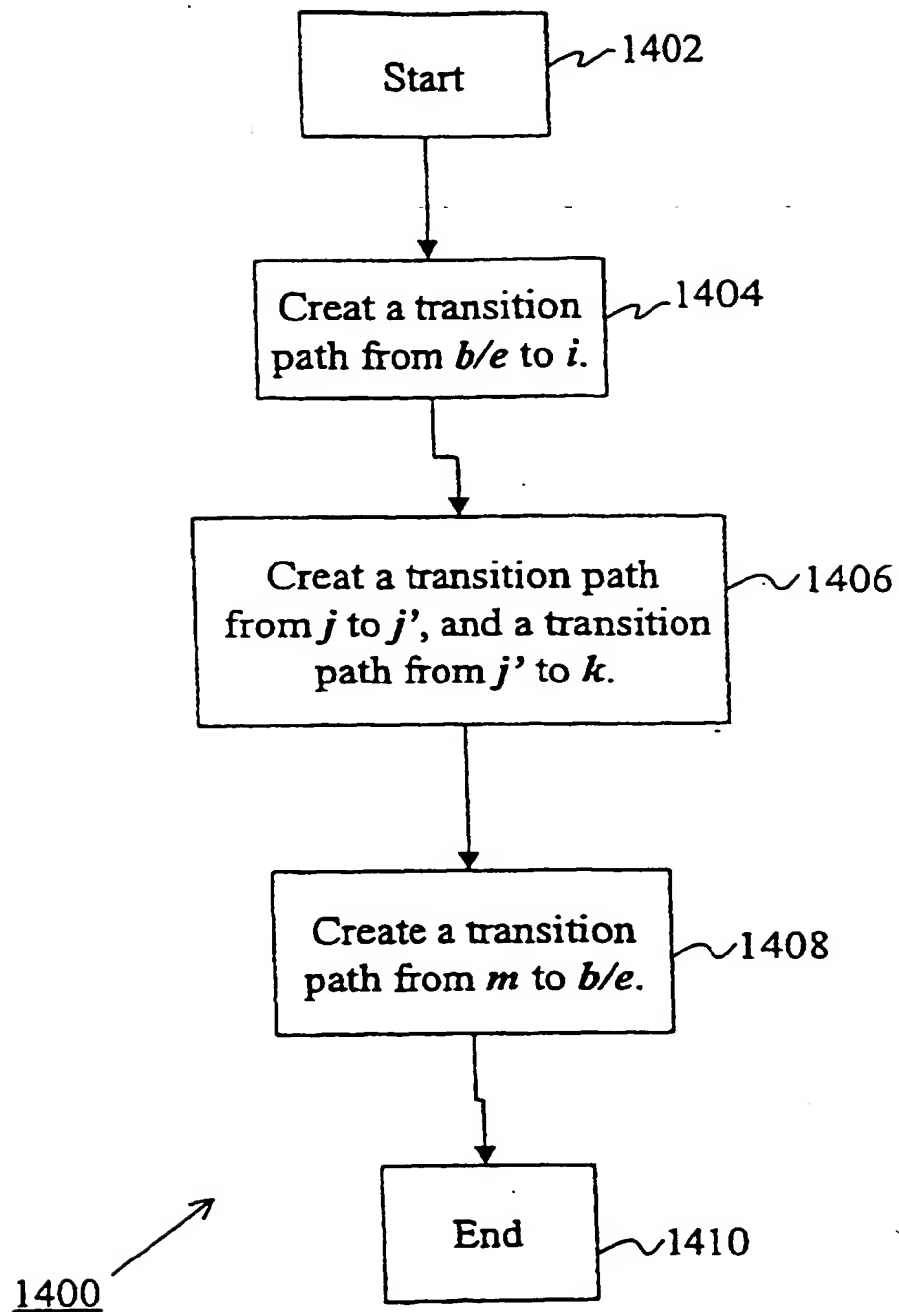 Start
1402
Creat a transition
path from b/e to i.
1404
Creat a transition path
from j to j’, and a transition
path from j’ to k.
1406
Create a transition
path from m to b/e.
1408
End
1410
1400